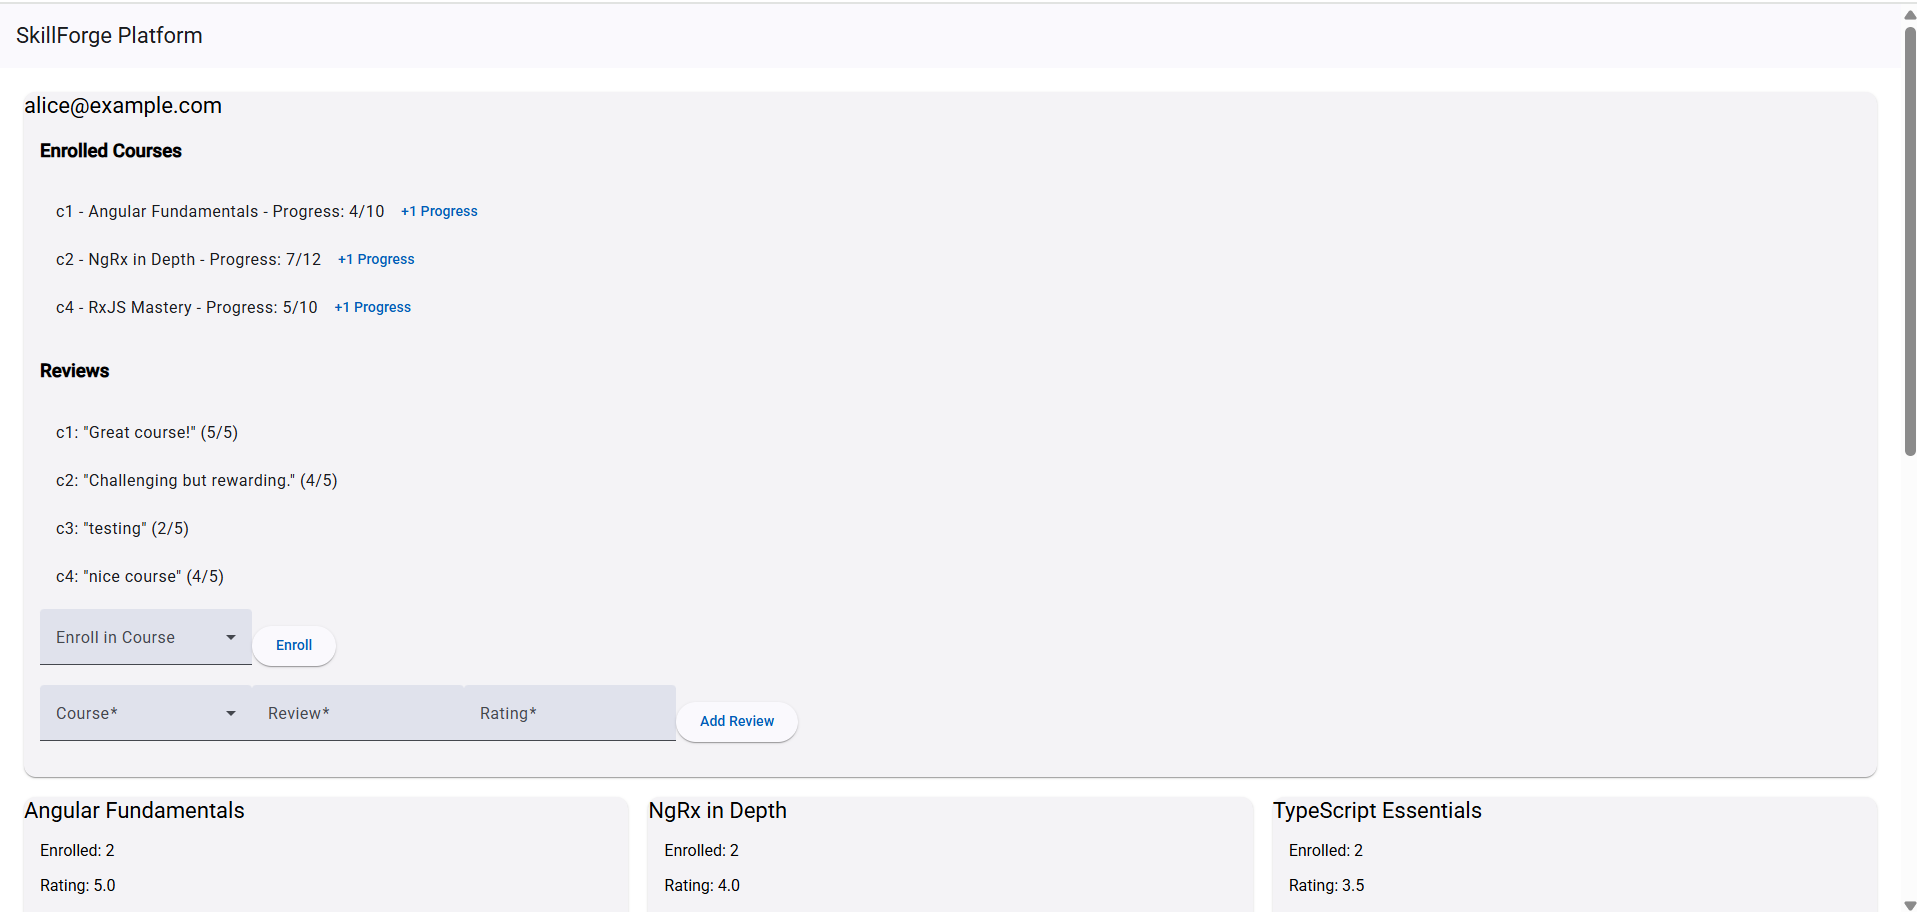 SkillForge Platform
alice@example.com
Enrolled Courses
c1 - Angular Fundamentals - Progress: 4/10 +1 Progress
c2 - NgRx in Depth - Progress: 7/12 +1 Progress
c4 - RxJS Mastery - Progress: 5/10 +1 Progress
Reviews
c1: "Great course!" (5/5)
c2: "Challenging but rewarding." (4/5)
c3: "testing" (2/5)
c4: "nice course" (4/5)
Enroll in Course Enroll
Course* Review* Rating* Add Review
Angular Fundamentals
Enrolled: 2
Rating: 5.0
NgRx in Depth
Enrolled: 2
Rating: 4.0
TypeScript Essentials
Enrolled: 2
Rating: 3.5